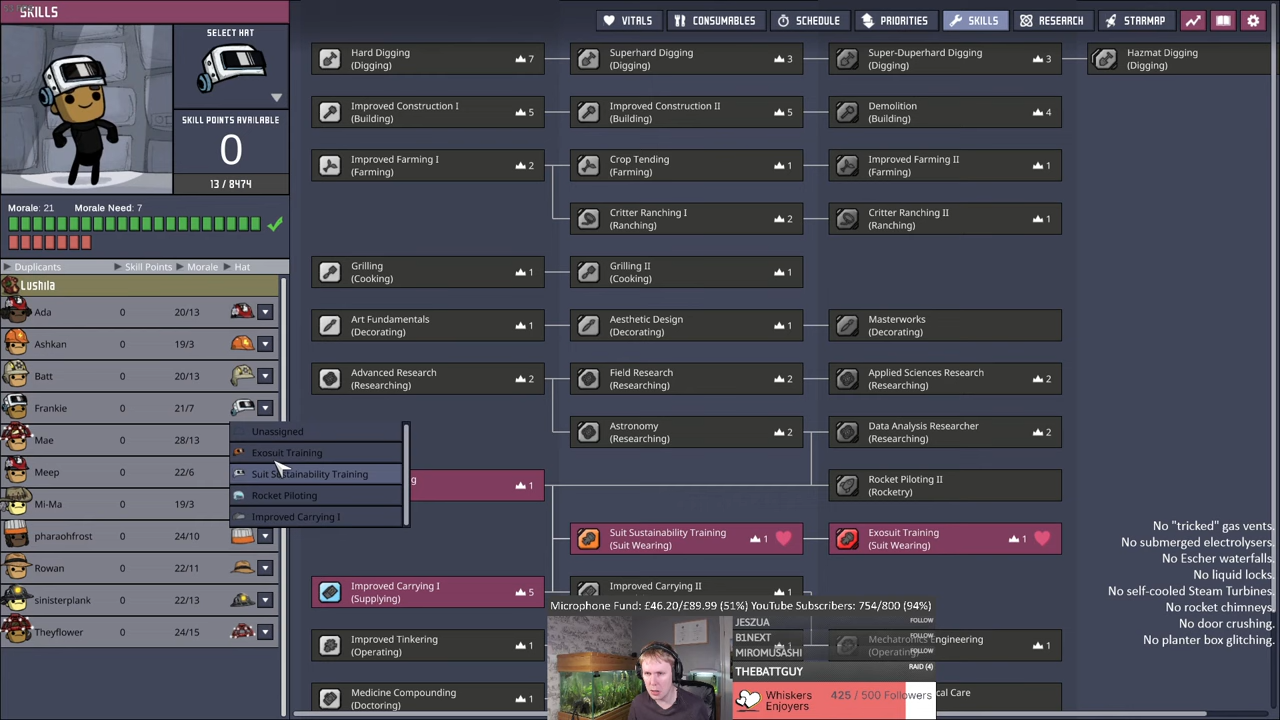 SKILLS
SELECT HAT
SKILL POINTS AVAILABLE
0
13 / 8474
Morale: 21 Morale Need: 7
Duplicants Skill Points Morale Hat
Lushila
Ada 0 20/13
Ashkan 0 19/3
Batt 0 20/13
Frankie 0 21/7
Mae 0 28/13
Meep 0 22/6
Mi-Ma 0 19/3
pharaohfrost 0 24/10
Rowan 0 22/11
sinisterplank 0 22/13
Theyflower 0 24/15
Unassigned
Exosuit Training
Suit Sustainability Training
Rocket Piloting
Improved Carrying I
VITALS CONSUMABLES SCHEDULE PRIORITIES SKILLS RESEARCH STARMAP
Hard Digging
(Digging)
7
Superhard Digging
(Digging)
3
Super-Duperhard Digging
(Digging)
3
Hazmat Digging
(Digging)
Improved Construction I
(Building)
5
Improved Construction II
(Building)
5
Demolition
(Building)
4
Improved Farming I
(Farming)
2
Crop Tending
(Farming)
1
Improved Farming II
(Farming)
1
Critter Ranching I
(Ranching)
2
Critter Ranching II
(Ranching)
1
Grilling
(Cooking)
1
Grilling II
(Cooking)
1
Art Fundamentals
(Decorating)
1
Aesthetic Design
(Decorating)
1
Masterworks
(Decorating)
Advanced Research
(Researching)
2
Field Research
(Researching)
2
Applied Sciences Research
(Researching)
2
Astronomy
(Researching)
2
Data Analysis Researcher
(Researching)
2
g
1
Rocket Piloting II
(Rocketry)
Suit Sustainability Training
(Suit Wearing)
1
Exosuit Training
(Suit Wearing)
1
Improved Carrying I
(Supplying)
5
Improved Carrying II
1
Improved Tinkering
(Operating)
1
Mechatronics Engineering
(Operating)
1
Medicine Compounding
(Doctoring)
1
cal Care
No "tricked" gas vents.
No submerged electrolysers.
No Escher waterfalls.
No liquid locks.
No self-cooled Steam Turbines.
No rocket chimneys.
No door crushing.
No planter box glitching.
Microphone Fund: £46.20/£89.99 (51%) YouTube Subscribers: 754/800 (94%)
JESZUA FOLLOW
B1NEXT FOLLOW
MIROMUSASHI FOLLOW
THEBATTGUY RAID (4)
Whiskers
Enjoyers
425 / 500 Followers